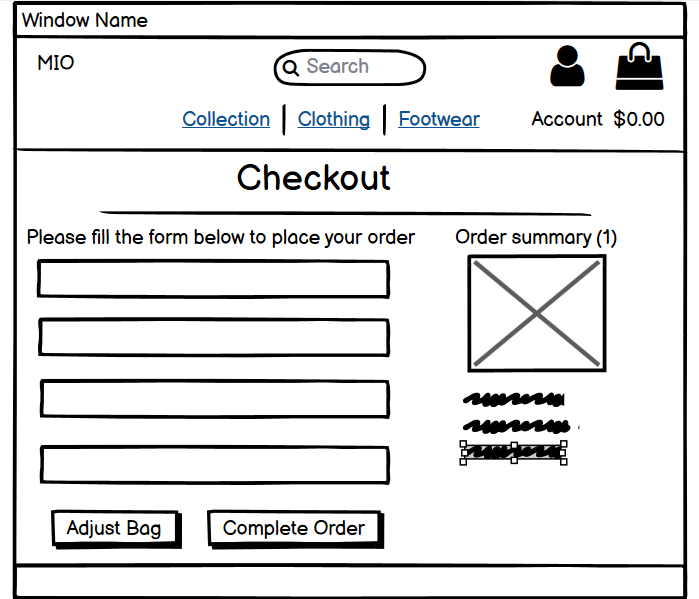 Window Name
MIO
Search
Collection
Clothing
Footwear
Account $0.00
Checkout
Please fill the form below to place your order
Order summary (1)
Adjust Bag
Complete Order